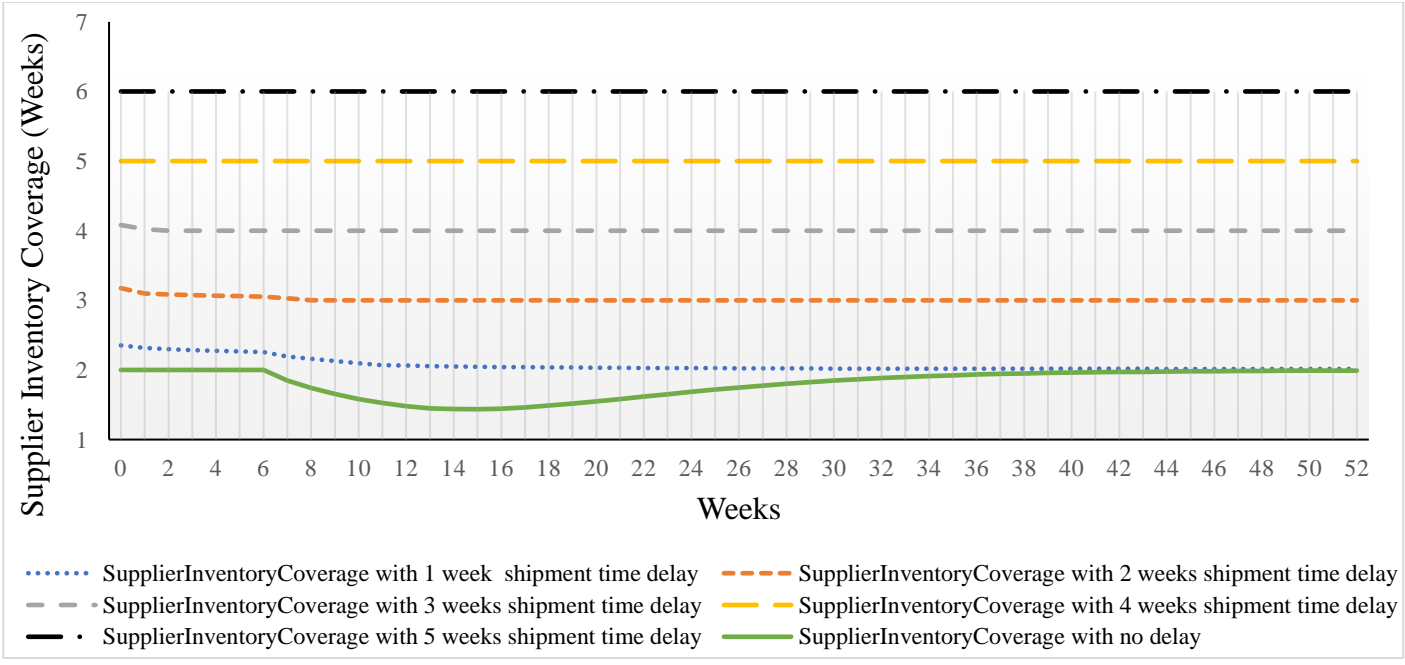 Supplier Inventory Coverage (Weeks)
7
6
5
4
3
2
1
0 2 4 6 8 10 12 14 16 18 20 22 24 26 28 30 32 34 36 38 40 42 44 46 48 50 52
Weeks
SupplierInventoryCoverage with 1 week shipment time delay
SupplierInventoryCoverage with 2 weeks shipment time delay
SupplierInventoryCoverage with 3 weeks shipment time delay
SupplierInventoryCoverage with 4 weeks shipment time delay
SupplierInventoryCoverage with 5 weeks shipment time delay
SupplierInventoryCoverage with no delay